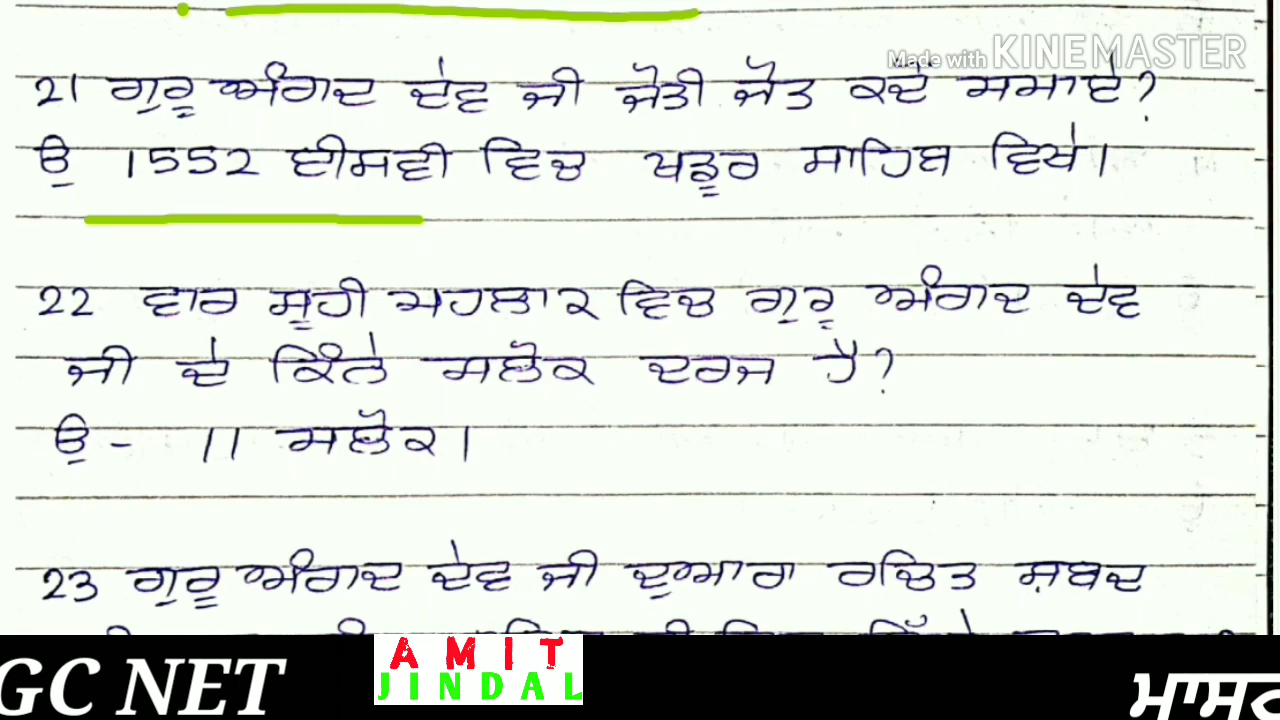 Made with KINEMASTER
21 ਗੁਰੂ ਅੰਗਦ ਦੇਵ ਜੀ ਜੋਤੀ ਜੋਤ ਕਦੇ ਸਮਾਏ?
ਉ 1552 ਈਸਵੀ ਵਿਚ ਖਡੂਰ ਸਾਹਿਬ ਵਿਖੇ।
22 ਵਾਰ ਸੂਹੀ ਮਹਲਾ ੨ ਵਿਚ ਗੁਰੂ ਅੰਗਦ ਦੇਵ
ਜੀ ਦੇ ਕਿੰਨੇ ਸਲੋਕ ਦਰਜ ਹੈ?
ਉ - 11 ਸਲੋਕ।
23 ਗੁਰੂ ਅੰਗਦ ਦੇਵ ਜੀ ਦੁਆਰਾ ਰਚਿਤ ਸ਼ਬਦ
GC NET
AMIT
JINDAL